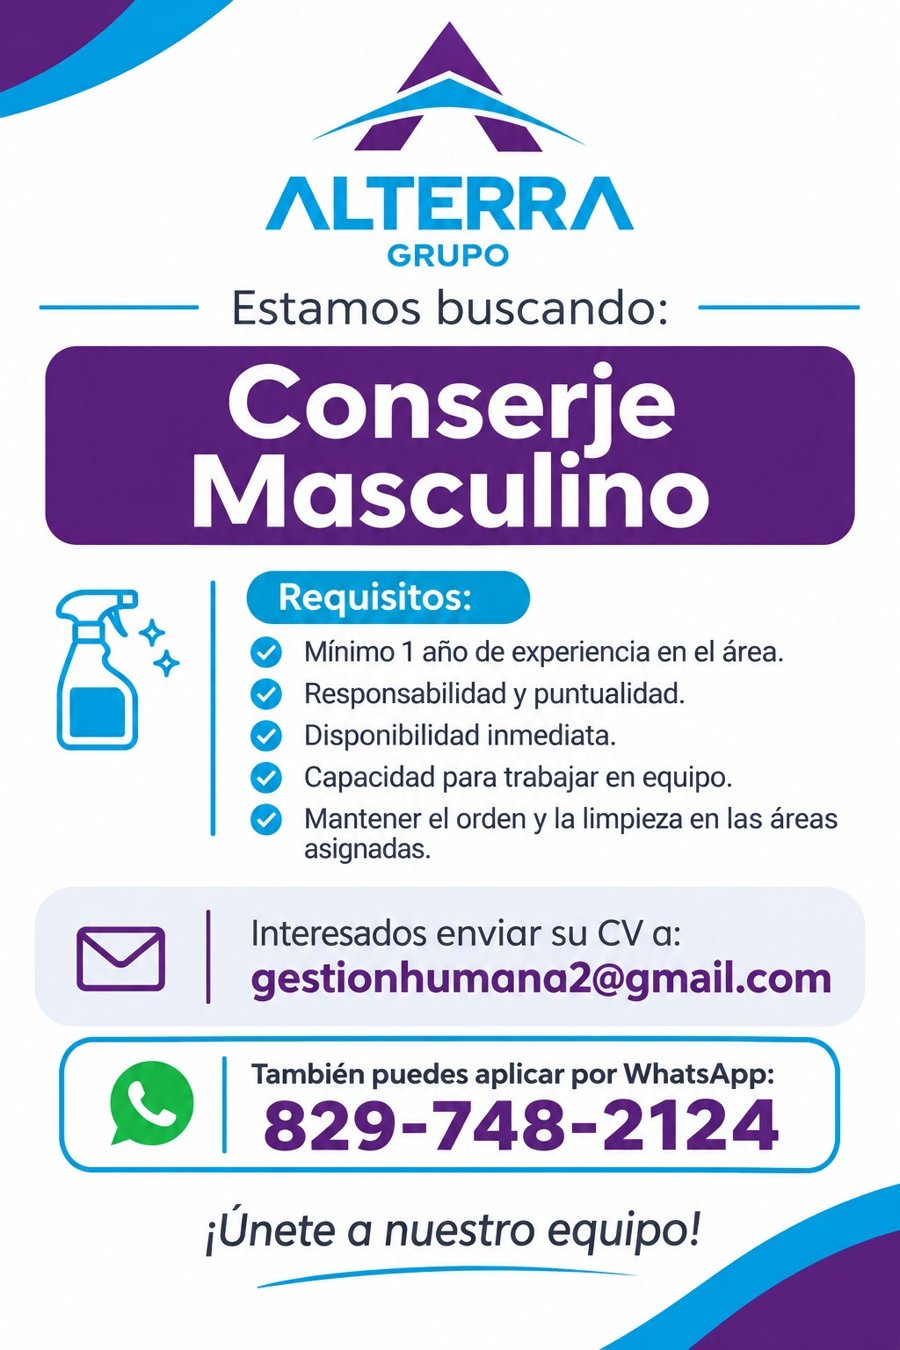 ALTERRA
GRUPO
Estamos buscando:
Conserje
Masculino
Requisitos:
Mínimo 1 año de experiencia en el área.
Responsabilidad y puntualidad.
Disponibilidad inmediata.
Capacidad para trabajar en equipo.
Mantener el orden y la limpieza en las áreas
asignadas.
Interesados enviar su CV a:
gestionhumana2@gmail.com
También puedes aplicar por WhatsApp:
829-748-2124
¡Únete a nuestro equipo!